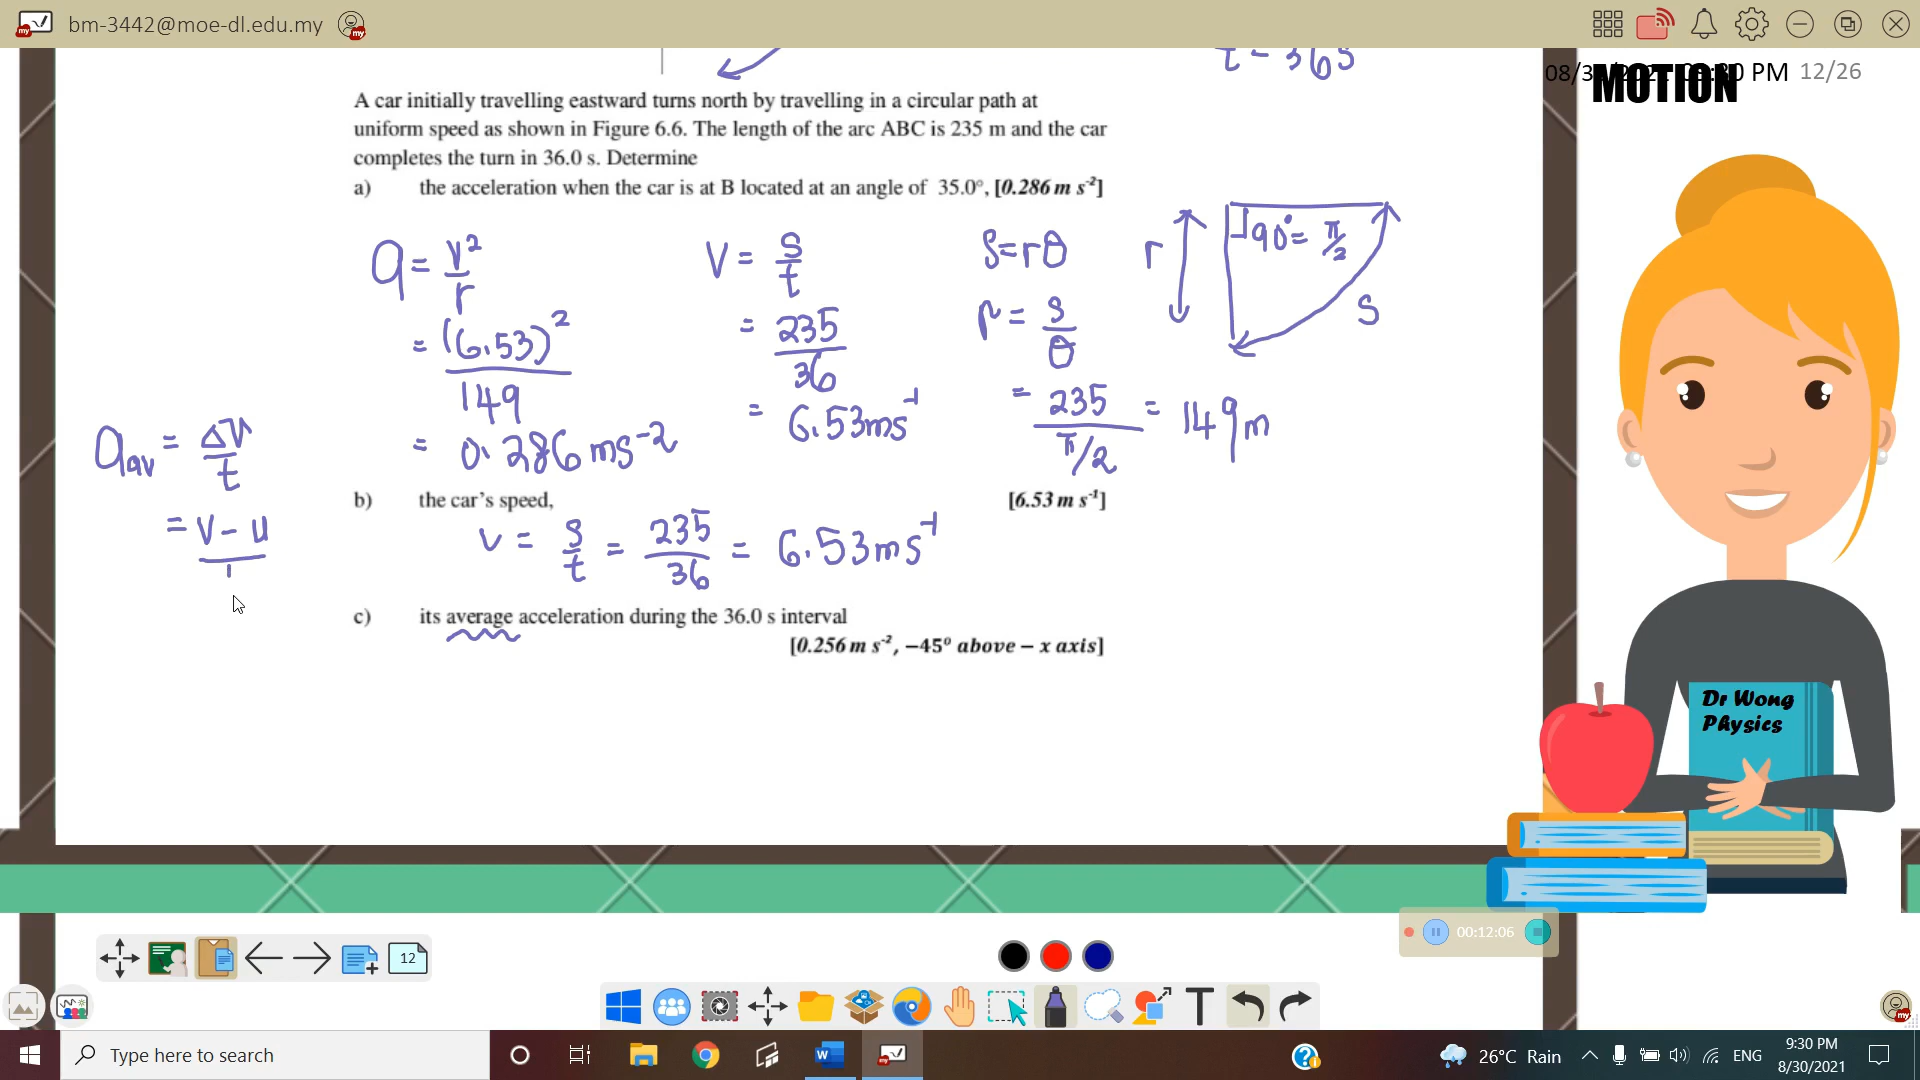 bm-3442@moe-dl.edu.my
t = 36s
08/3 :30 PM 12/26
MOTION
A car initially travelling eastward turns north by travelling in a circular path at
uniform speed as shown in Figure 6.6. The length of the arc ABC is 235 m and the car
completes the turn in 36.0 s. Determine
a) the acceleration when the car is at B located at an angle of 35.0°, [0.286 m s⁻²]
a = v²/r
= (6.53)²/149
= 0.286 ms⁻²
v = s/t
= 235/36
= 6.53ms⁻¹
s = rθ
r = s/θ
= 235/(π/2) = 149m
r
90° = π/2
s
a_av = Δv/t
= v - u
b) the car's speed, [6.53 m s⁻¹]
v = s/t = 235/36 = 6.53ms⁻¹
c) its average acceleration during the 36.0 s interval
[0.256 m s⁻², −45° above − x axis]
Dr Wong
Physics
00:12:06
12
T
Type here to search
26°C Rain
ENG
9:30 PM
8/30/2021